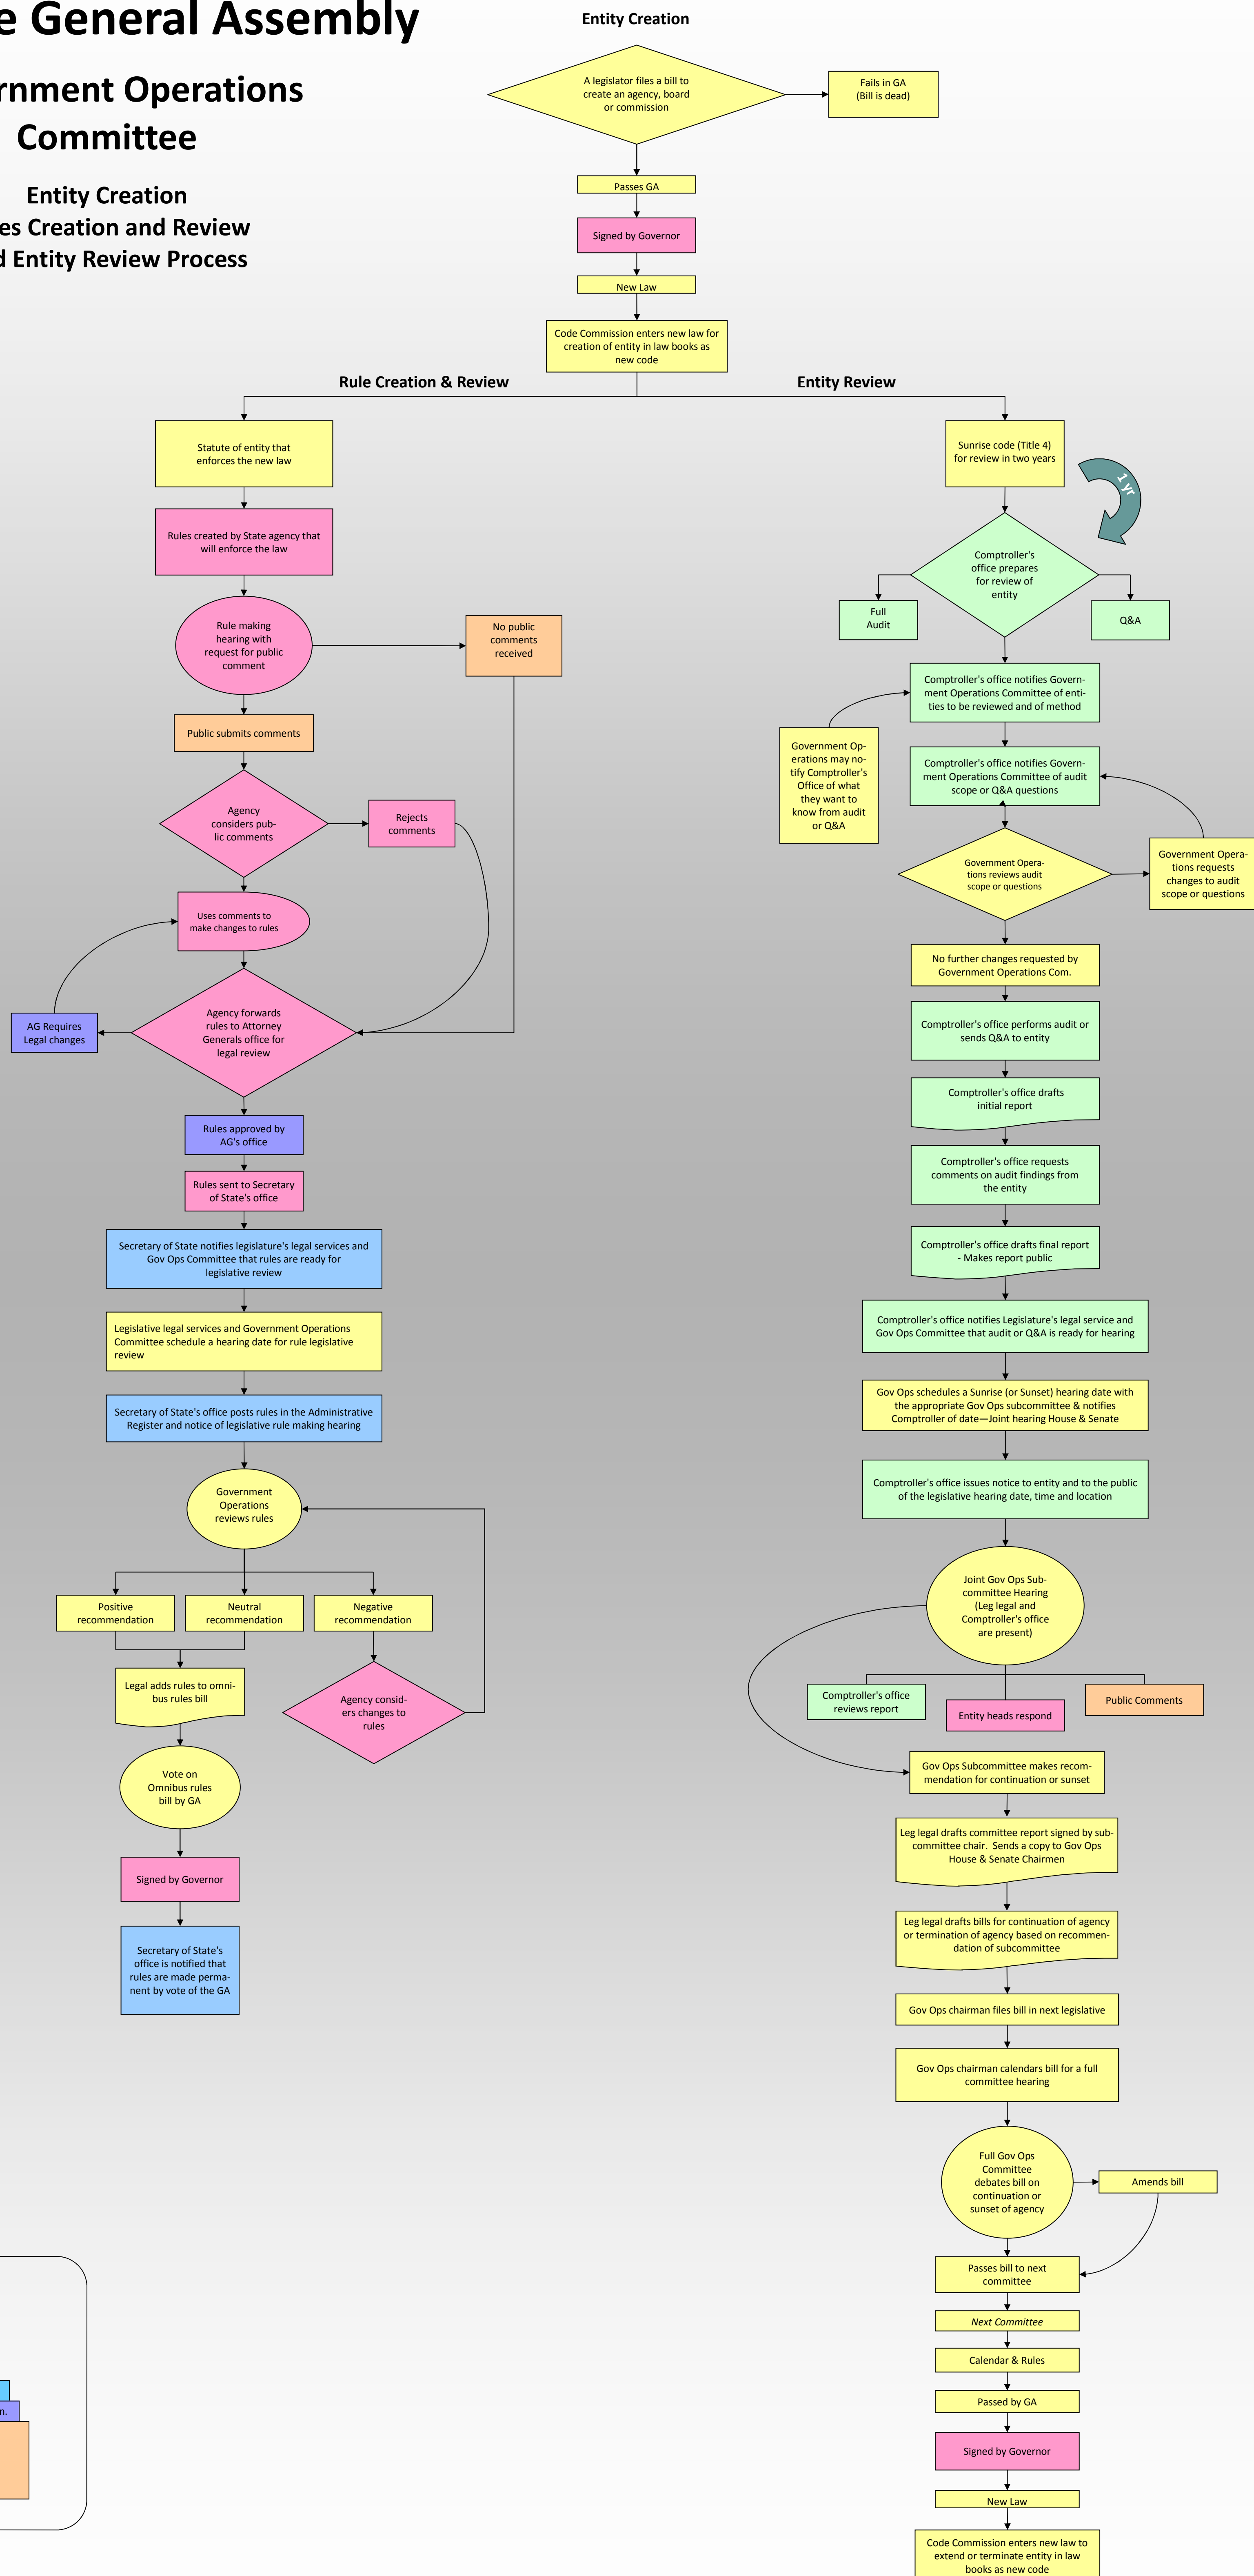 e General Assembly
rnment Operations
Committee
Entity Creation
es Creation and Review
d Entity Review Process
Entity Creation
A legislator files a bill to
create an agency, board
or commission
Fails in GA
(Bill is dead)
Passes GA
Signed by Governor
New Law
Code Commission enters new law for
creation of entity in law books as
new code
Rule Creation & Review
Statute of entity that
enforces the new law
Rules created by State agency that
will enforce the law
Rule making
hearing with
request for public
comment
No public
comments
received
Public submits comments
Agency
considers pub-
lic comments
Rejects
comments
Uses comments to
make changes to rules
Agency forwards
rules to Attorney
Generals office for
legal review
AG Requires
Legal changes
Rules approved by
AG's office
Rules sent to Secretary
of State's office
Secretary of State notifies legislature's legal services and
Gov Ops Committee that rules are ready for
legislative review
Legislative legal services and Government Operations
Committee schedule a hearing date for rule legislative
review
Secretary of State's office posts rules in the Administrative
Register and notice of legislative rule making hearing
Government
Operations
reviews rules
Positive
recommendation
Neutral
recommendation
Negative
recommendation
Legal adds rules to omni-
bus rules bill
Agency consid-
ers changes to
rules
Vote on
Omnibus rules
bill by GA
Signed by Governor
Secretary of State's
office is notified that
rules are made perma-
nent by vote of the GA
n.
Entity Review
Sunrise code (Title 4)
for review in two years
1 yr
Comptroller's
office prepares
for review of
entity
Full
Audit
Q&A
Comptroller's office notifies Govern-
ment Operations Committee of enti-
ties to be reviewed and of method
Government Op-
erations may no-
tify Comptroller's
Office of what
they want to
know from audit
or Q&A
Comptroller's office notifies Govern-
ment Operations Committee of audit
scope or Q&A questions
Government Opera-
tions reviews audit
scope or questions
Government Opera-
tions requests
changes to audit
scope or questions
No further changes requested by
Government Operations Com.
Comptroller's office performs audit or
sends Q&A to entity
Comptroller's office drafts
initial report
Comptroller's office requests
comments on audit findings from
the entity
Comptroller's office drafts final report
- Makes report public
Comptroller's office notifies Legislature's legal service and
Gov Ops Committee that audit or Q&A is ready for hearing
Gov Ops schedules a Sunrise (or Sunset) hearing date with
the appropriate Gov Ops subcommittee & notifies
Comptroller of date—Joint hearing House & Senate
Comptroller's office issues notice to entity and to the public
of the legislative hearing date, time and location
Joint Gov Ops Sub-
committee Hearing
(Leg legal and
Comptroller's office
are present)
Comptroller's office
reviews report
Entity heads respond
Public Comments
Gov Ops Subcommittee makes recom-
mendation for continuation or sunset
Leg legal drafts committee report signed by sub-
committee chair.  Sends a copy to Gov Ops
House & Senate Chairmen
Leg legal drafts bills for continuation of agency
or termination of agency based on recommen-
dation of subcommittee
Gov Ops chairman files bill in next legislative
Gov Ops chairman calendars bill for a full
committee hearing
Full Gov Ops
Committee
debates bill on
continuation or
sunset of agency
Amends bill
Passes bill to next
committee
Next Committee
Calendar & Rules
Passed by GA
Signed by Governor
New Law
Code Commission enters new law to
extend or terminate entity in law
books as new code